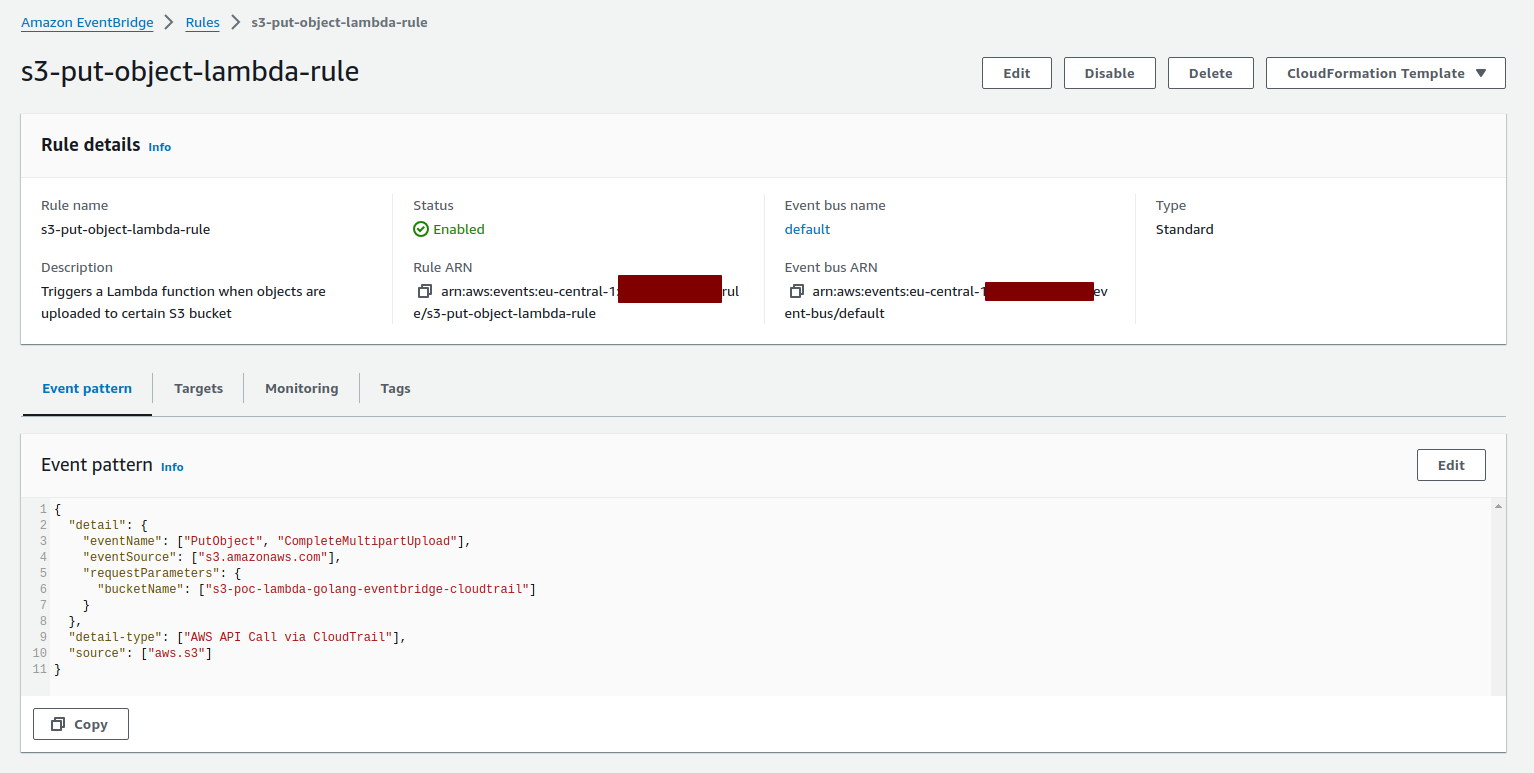 Amazon EventBridge > Rules > s3-put-object-lambda-rule
s3-put-object-lambda-rule
Edit Disable Delete CloudFormation Template
Rule details Info
Rule name
s3-put-object-lambda-rule
Description
Triggers a Lambda function when objects are
uploaded to certain S3 bucket
Status
Enabled
Rule ARN
arn:aws:events:eu-central-1: rul
e/s3-put-object-lambda-rule
Event bus name
default
Event bus ARN
arn:aws:events:eu-central-1 ev
ent-bus/default
Type
Standard
Event pattern Targets Monitoring Tags
Event pattern Info
Edit
1 {
2   "detail": {
3     "eventName": ["PutObject", "CompleteMultipartUpload"],
4     "eventSource": ["s3.amazonaws.com"],
5     "requestParameters": {
6       "bucketName": ["s3-poc-lambda-golang-eventbridge-cloudtrail"]
7     }
8   },
9   "detail-type": ["AWS API Call via CloudTrail"],
10   "source": ["aws.s3"]
11 }
Copy